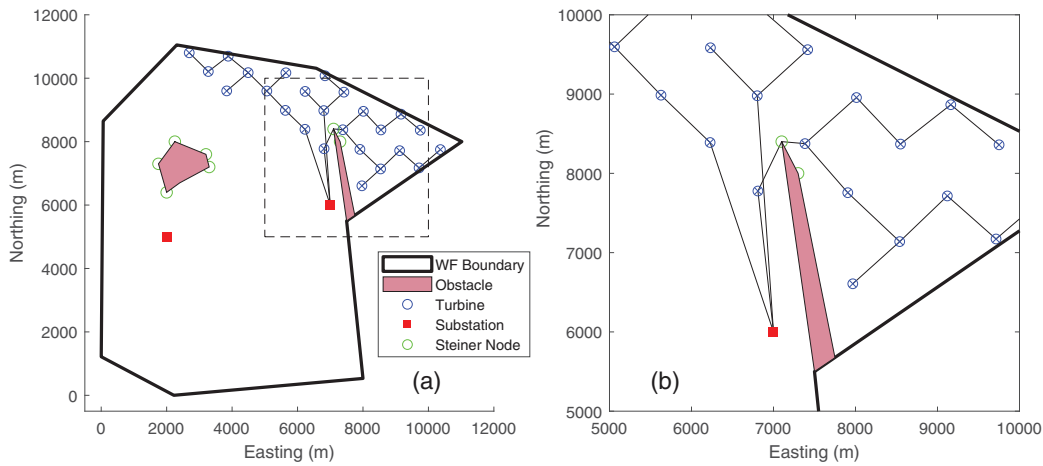 12000
10000
8000
6000
4000
2000
0
Northing (m)
0
2000
4000
6000
8000
10000
12000
Easting (m)
WF Boundary
Obstacle
Turbine
Substation
Steiner Node
(a)
10000
9000
8000
7000
6000
5000
Northing (m)
5000
6000
7000
8000
9000
10000
Easting (m)
(b)